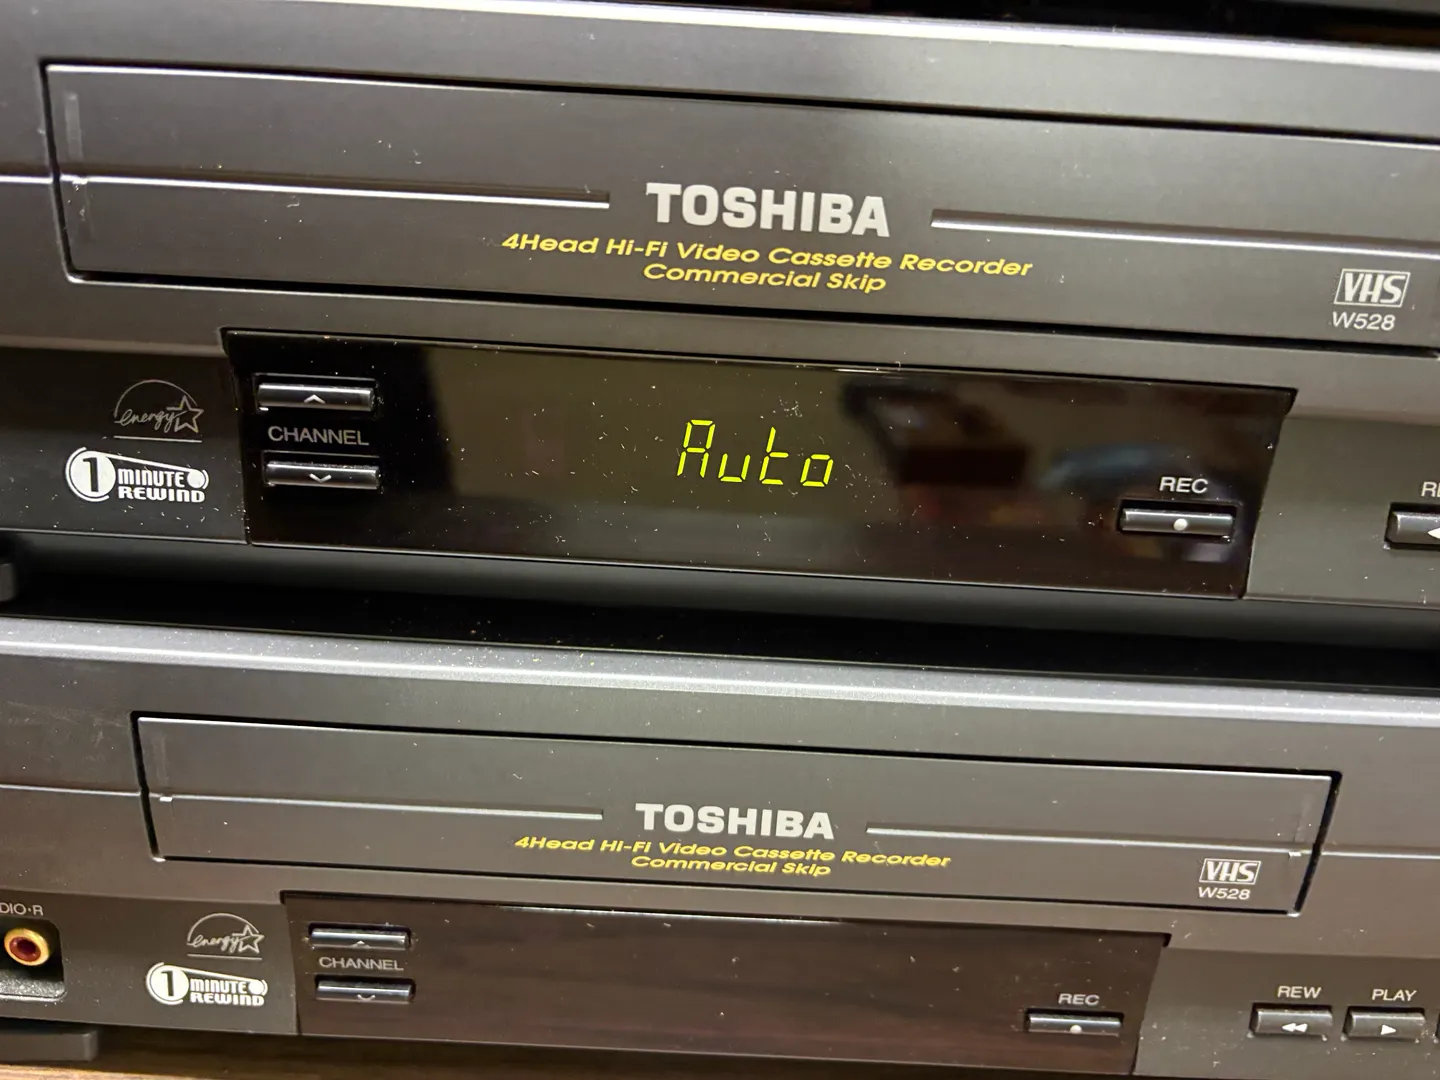 TOSHIBA
4Head Hi-Fi Video Cassette Recorder
Commercial Skip
VHS
W528
energy
CHANNEL
Auto
1 MINUTE
REWIND
REC
TOSHIBA
4Head Hi-Fi Video Cassette Recorder
Commercial Skip
VHS
W528
energy
CHANNEL
1 MINUTE
REWIND
REC
REW
PLAY